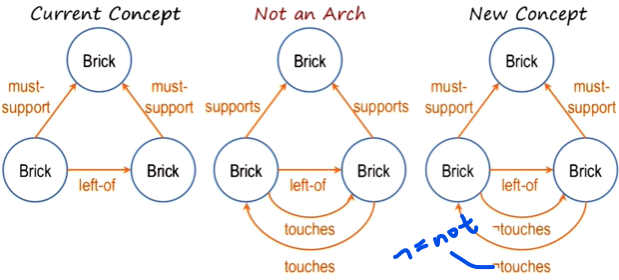 Current Concept
Not an Arch
New Concept
Brick
must-
support
must-
support
Brick
left-of
Brick
Brick
supports
supports
Brick
left-of
Brick
touches
touches
Brick
must-
support
must-
support
Brick
left-of
Brick
¬touches
¬touches
¬ = not